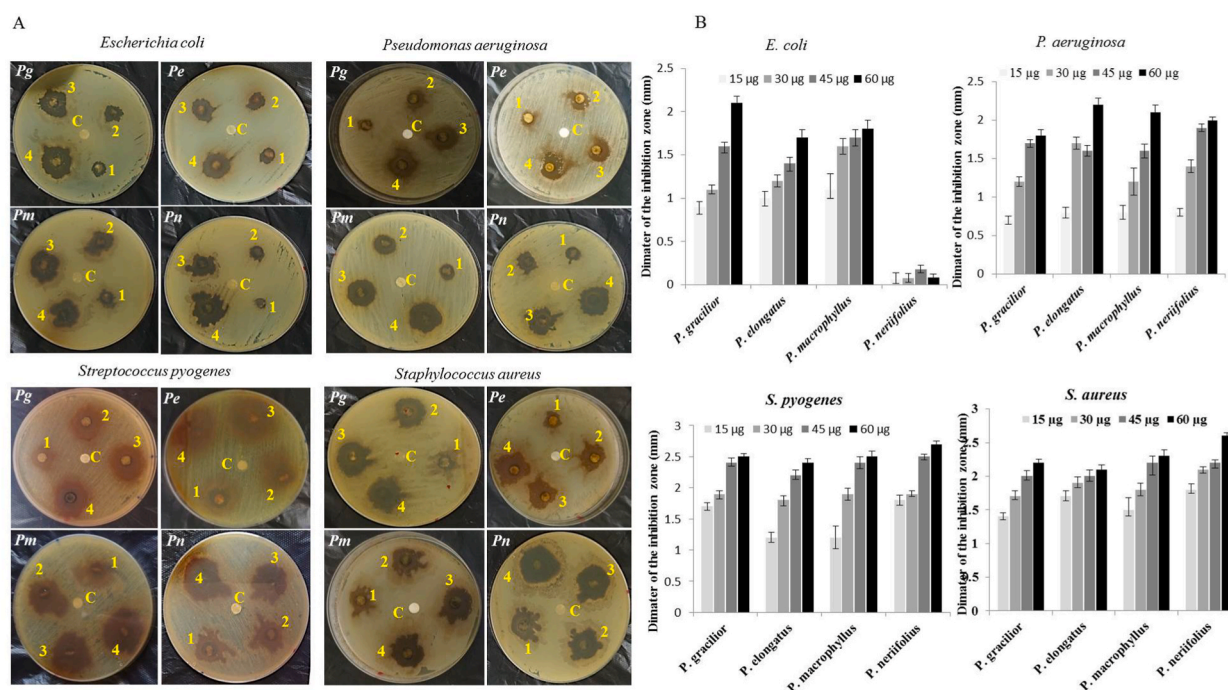 A
B
Escherichia coli
Pseudomonas aeruginosa
Pg
3
2
C
4
1
Pe
3
2
C
4
1
Pg
2
1
C
3
4
Pe
1
2
C
4
3
Pm
2
3
C
1
4
Pn
2
3
C
1
4
Pm
2
1
3
C
4
Pn
1
2
C
4
3
Streptococcus pyogenes
Staphylococcus aureus
Pg
2
1
3
C
4
Pe
3
4
C
1
2
Pg
2
3
1
C
4
Pe
1
2
C
4
3
Pm
1
2
C
3
4
Pn
3
4
C
2
1
Pm
2
3
1
C
4
Pn
4
3
C
1
2
E. coli
15 µg 30 µg 45 µg 60 µg
Dimater of the inhibition zone (mm)
2.5
2
1.5
1
0.5
0
P. gracilior
P. elongatus
P. macrophyllus
P. neriifolius
P. aeruginosa
15 µg 30 µg 45 µg 60 µg
Dimater of the inhibition zone (mm)
2.5
2
1.5
1
0.5
0
P. gracilior
P. elongatus
P. macrophyllus
P. neriifolius
S. pyogenes
15 µg 30 µg 45 µg 60 µg
Dimater of the inhibition zone (mm)
3
2.5
2
1.5
1
0.5
0
P. gracilior
P. elongatus
P. macrophyllus
P. neriifolius
S. aureus
15 µg 30 µg 45 µg 60 µg
Dimater of the inhibition zone (mm)
3
2.5
2
1.5
1
0.5
0
P. gracilior
P. elongatus
P. macrophyllus
P. neriifolius